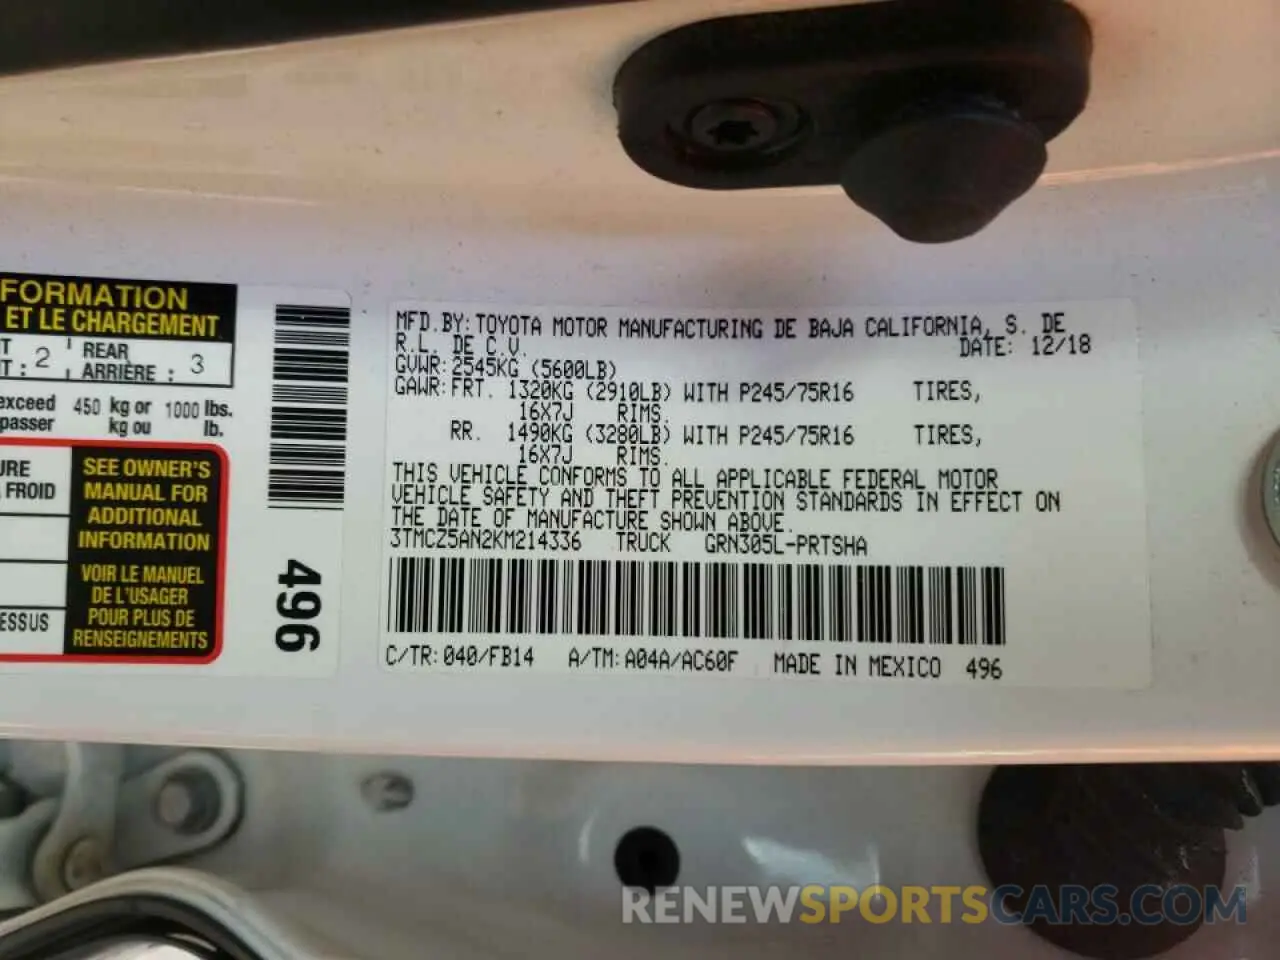 FORMATION
ET LE CHARGEMENT
T : 2 REAR
ARRIÈRE : 3
exceed 450 kg or 1000 lbs.
passer kg ou lb.
URE
FROID
ESSUS
SEE OWNER'S
MANUAL FOR
ADDITIONAL
INFORMATION
VOIR LE MANUEL
DE L'USAGER
POUR PLUS DE
RENSEIGNEMENTS
496
MFD. BY: TOYOTA MOTOR MANUFACTURING DE BAJA CALIFORNIA, S. DE
R.L. DE C.V. DATE: 12/18
GVWR: 2545KG (5600LB)
GAWR: FRT. 1320KG (2910LB) WITH P245/75R16 TIRES,
16X7J RIMS.
RR. 1490KG (3280LB) WITH P245/75R16 TIRES,
16X7J RIMS.
THIS VEHICLE CONFORMS TO ALL APPLICABLE FEDERAL MOTOR
VEHICLE SAFETY AND THEFT PREVENTION STANDARDS IN EFFECT ON
THE DATE OF MANUFACTURE SHOWN ABOVE.
3TMCZ5AN2KM214336 TRUCK GRN305L-PRTSHA
C/TR: 040/FB14 A/TM: A04A/AC60F MADE IN MEXICO 496
RENEWSPORTSCARS.COM